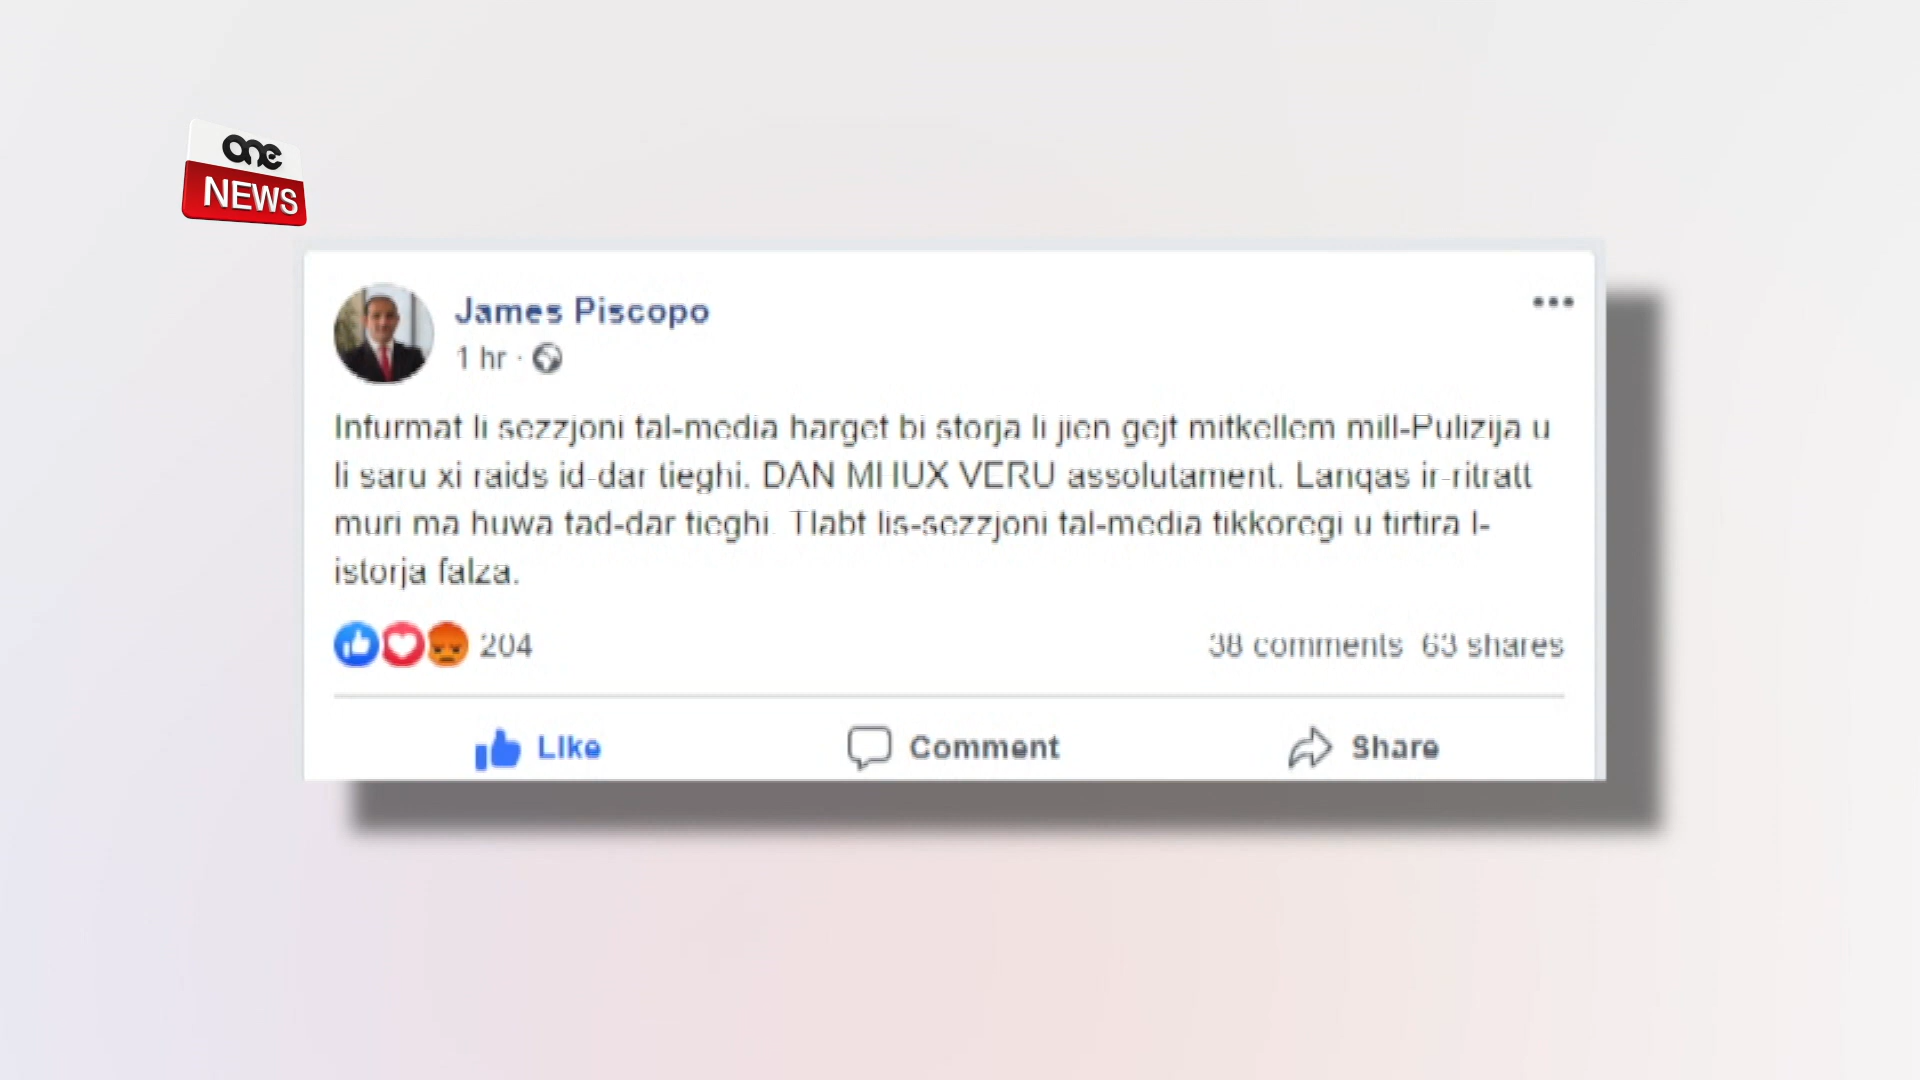 one
NEWS
James Piscopo
1 hr ·
Infurmat li sezzjoni tal-media harget bi storja li jien gejt mitkellem mill-Pulizija u
li saru xi raids id-dar tieghi. DAN MHUX VERU assolutament. Lanqas ir-ritratt
muri ma huwa tad-dar tieghi. Tlabt lis-sezzjoni tal-media tikkoregi u tirtira l-
istorja falza.
204
38 comments 63 shares
Like Comment Share